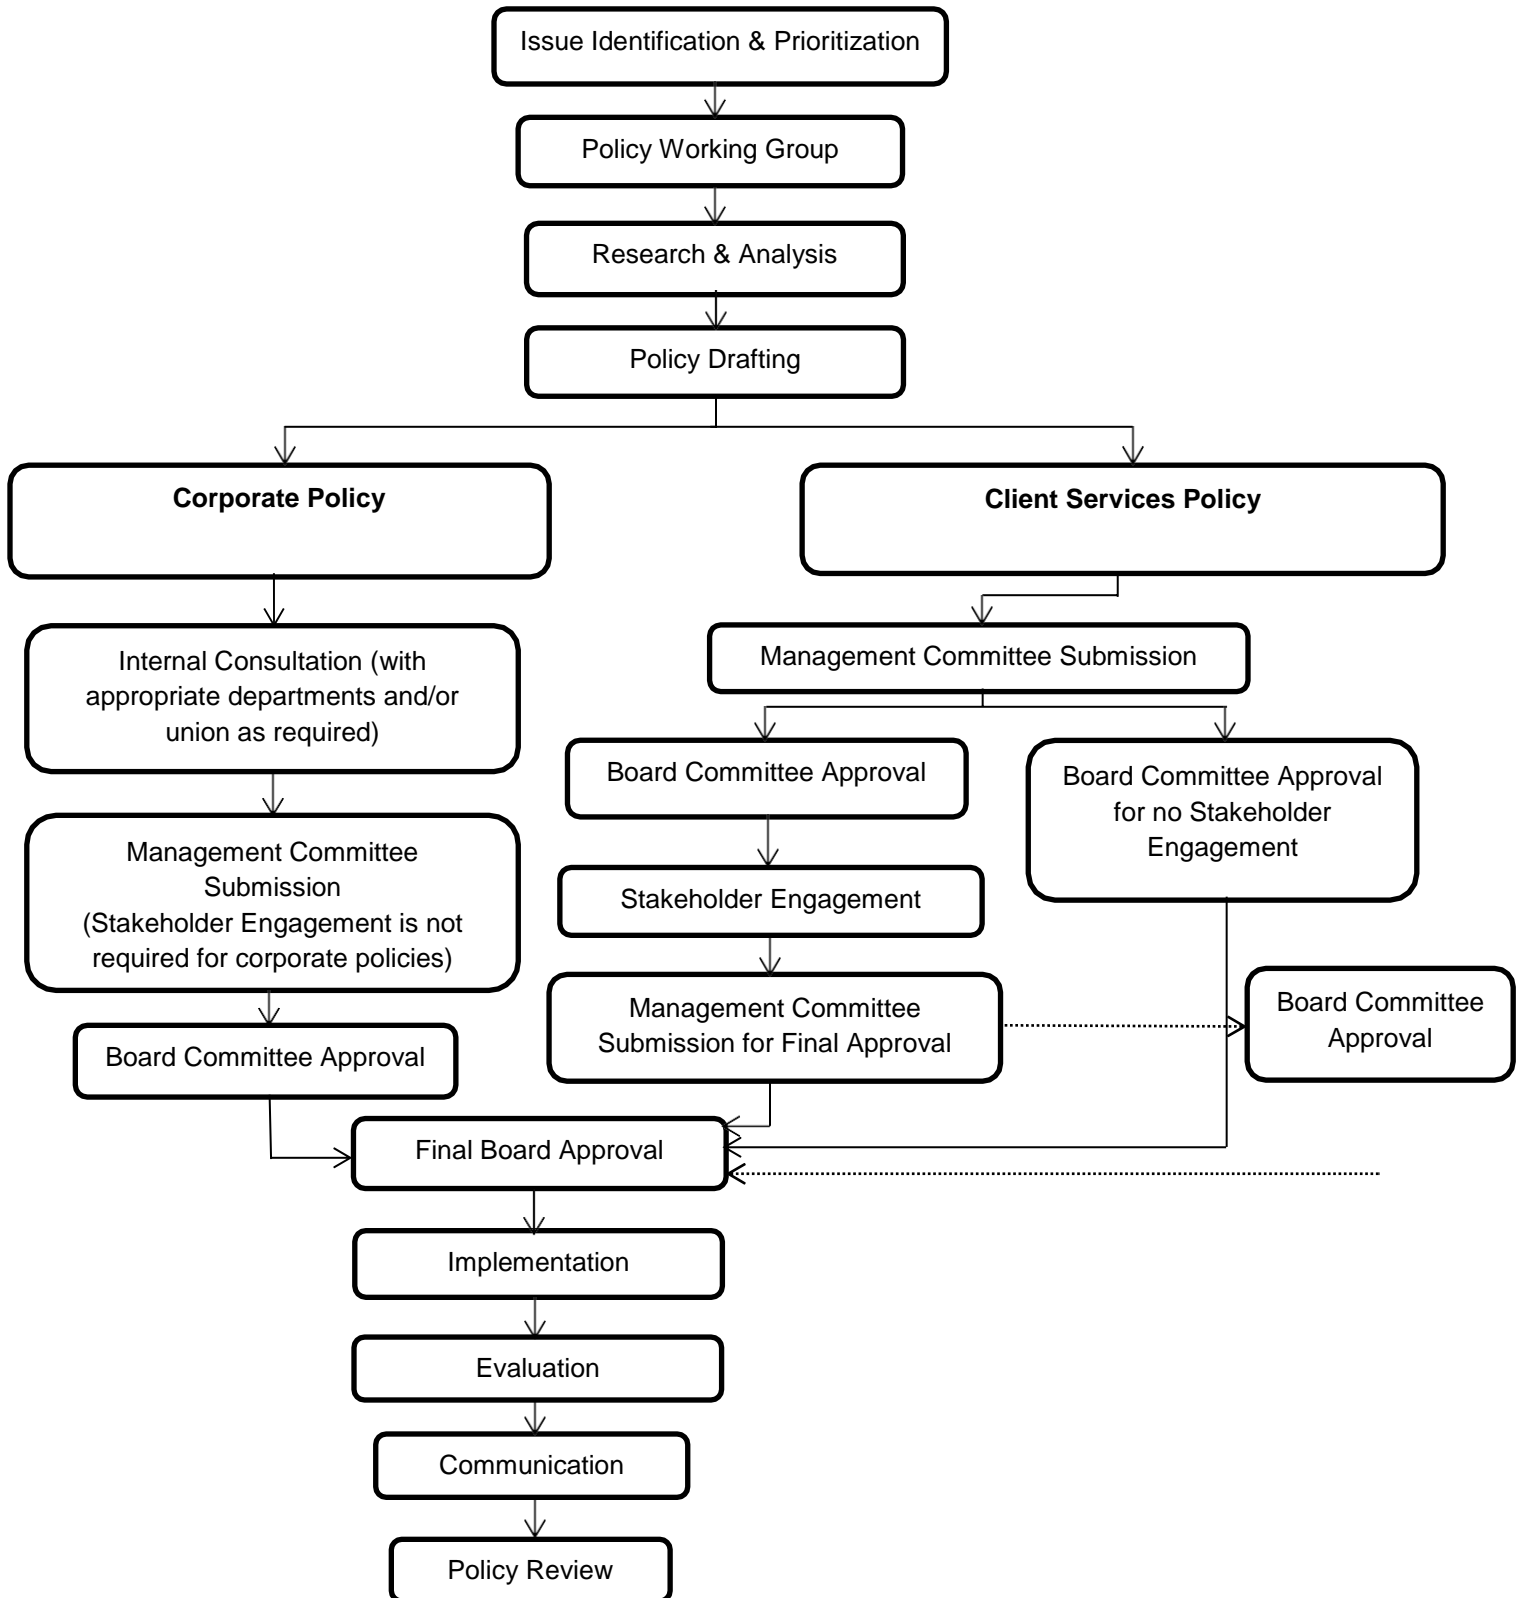 Issue Identification & Prioritization
Policy Working Group
Research & Analysis
Policy Drafting
Corporate Policy
Client Services Policy
Internal Consultation (with
appropriate departments and/or
union as required)
Management Committee Submission
Board Committee Approval
Board Committee Approval
for no Stakeholder
Engagement
Management Committee
Submission
(Stakeholder Engagement is not
required for corporate policies)
Stakeholder Engagement
Management Committee
Submission for Final Approval
Board Committee
Approval
Board Committee Approval
Final Board Approval
Implementation
Evaluation
Communication
Policy Review